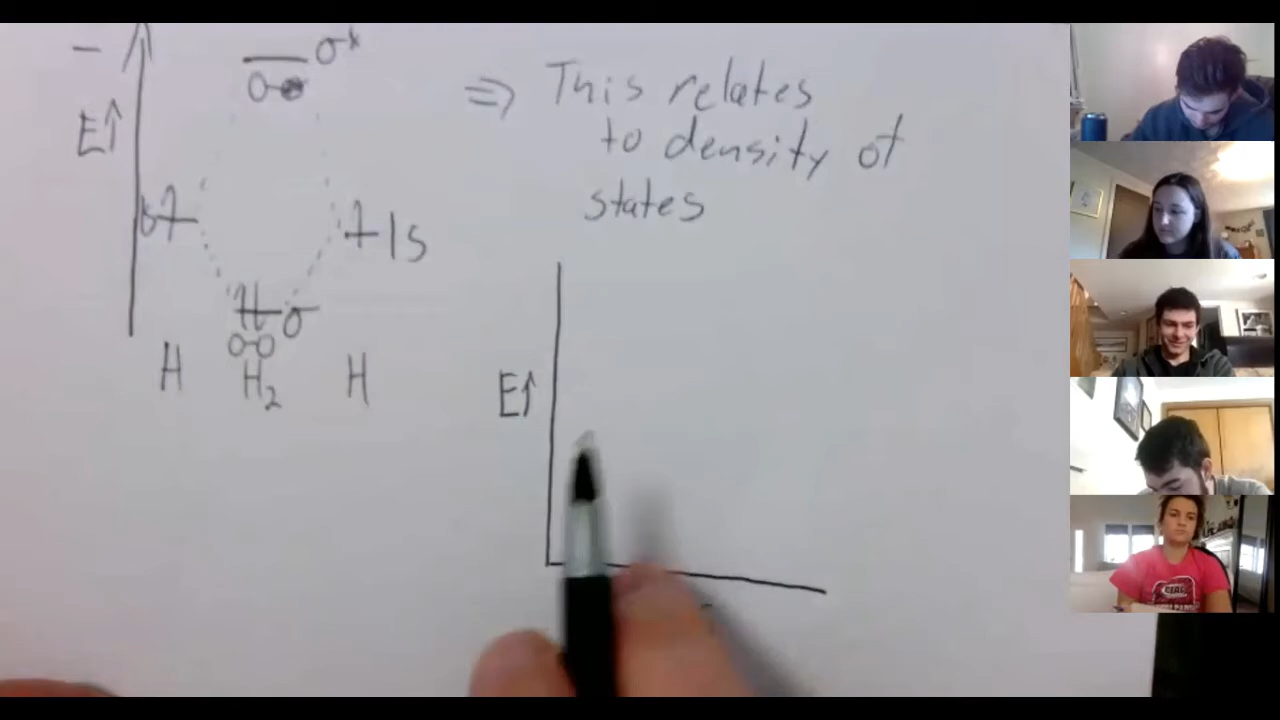 σ*
E↑
1s
σ
H H₂ H
⇒ This relates
to density of
states
E↑